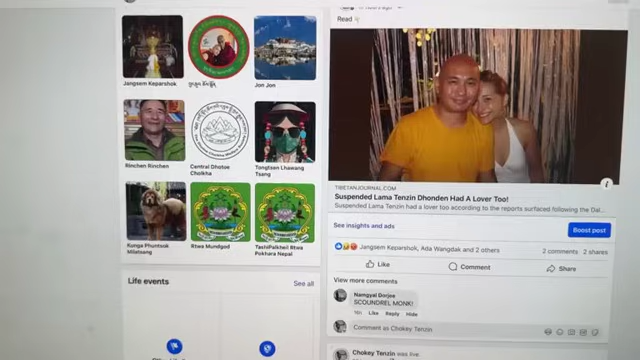 Read
Jangsem Keparshok
Jon Jon
Rinchen Rinchen
Central Dhotoe
Cholkha
Tongtsen Lhawang
Tsang
Kunga Phuntsok
Milatsang
Rtwa Mundgod
TashiPalkheil Rtwa
Pokhara Nepal
Life events
See all
TIBETANJOURNAL.COM
Suspended Lama Tenzin Dhonden Had A Lover Too!
Suspended Lama Tenzin had a lover too according to the reports surfaced following the Dal...
See insights and ads
Boost post
Jangsem Keparshok, Ada Wangdak and 2 others
2 comments 2 shares
Like
Comment
Share
View more comments
Namgyal Dorjee
SCOUNDREL MONK!
Like Reply Hide
Comment as Chokey Tenzin
Chokey Tenzin was live.